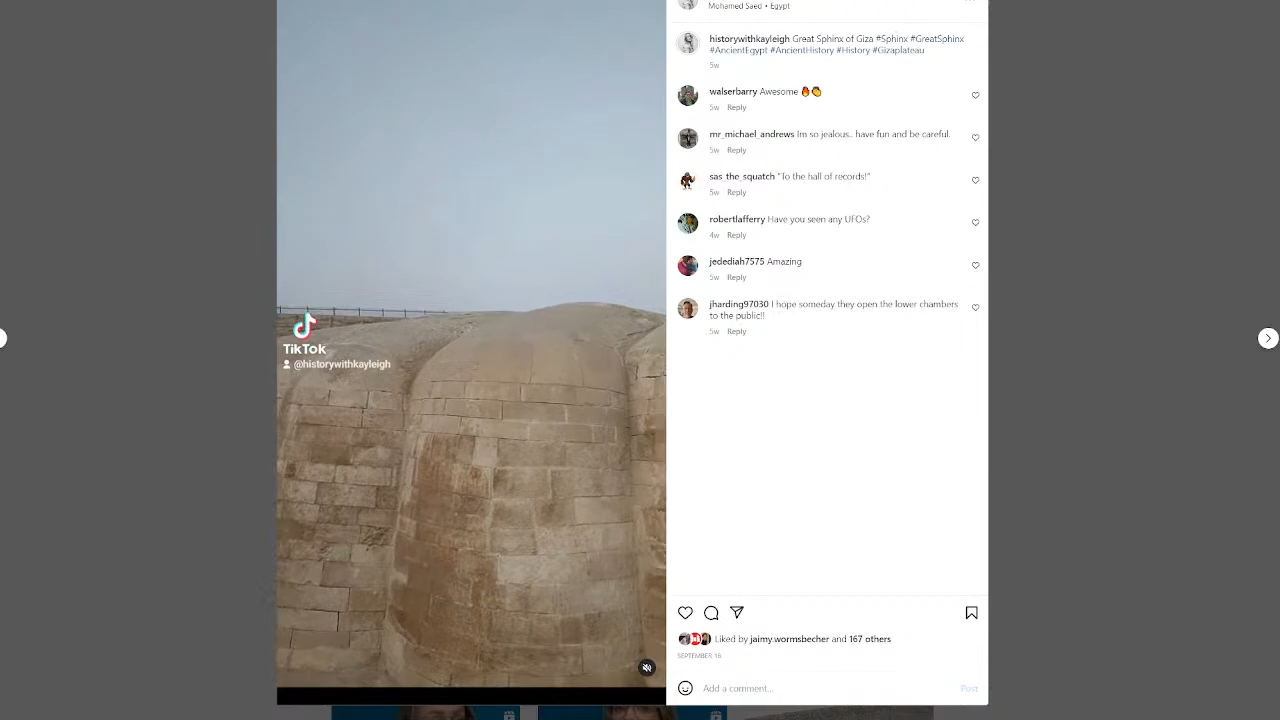 Mohamed Saed • Egypt
historywithkayleigh Great Sphinx of Giza #Sphinx #GreatSphinx
#AncientEgypt #AncientHistory #History #Gizaplateau
5w
walserbarry Awesome 🔥👏
5w Reply
mr_michael_andrews Im so jealous.. have fun and be careful.
5w Reply
sas_the_squatch "To the hall of records!"
5w Reply
robertlafferry Have you seen any UFOs?
4w Reply
jedediah7575 Amazing
5w Reply
jharding97030 I hope someday they open the lower chambers
to the public!!
5w Reply
TikTok
@historywithkayleigh
Liked by jaimy.wormsbecher and 167 others
SEPTEMBER 16
Add a comment...
Post